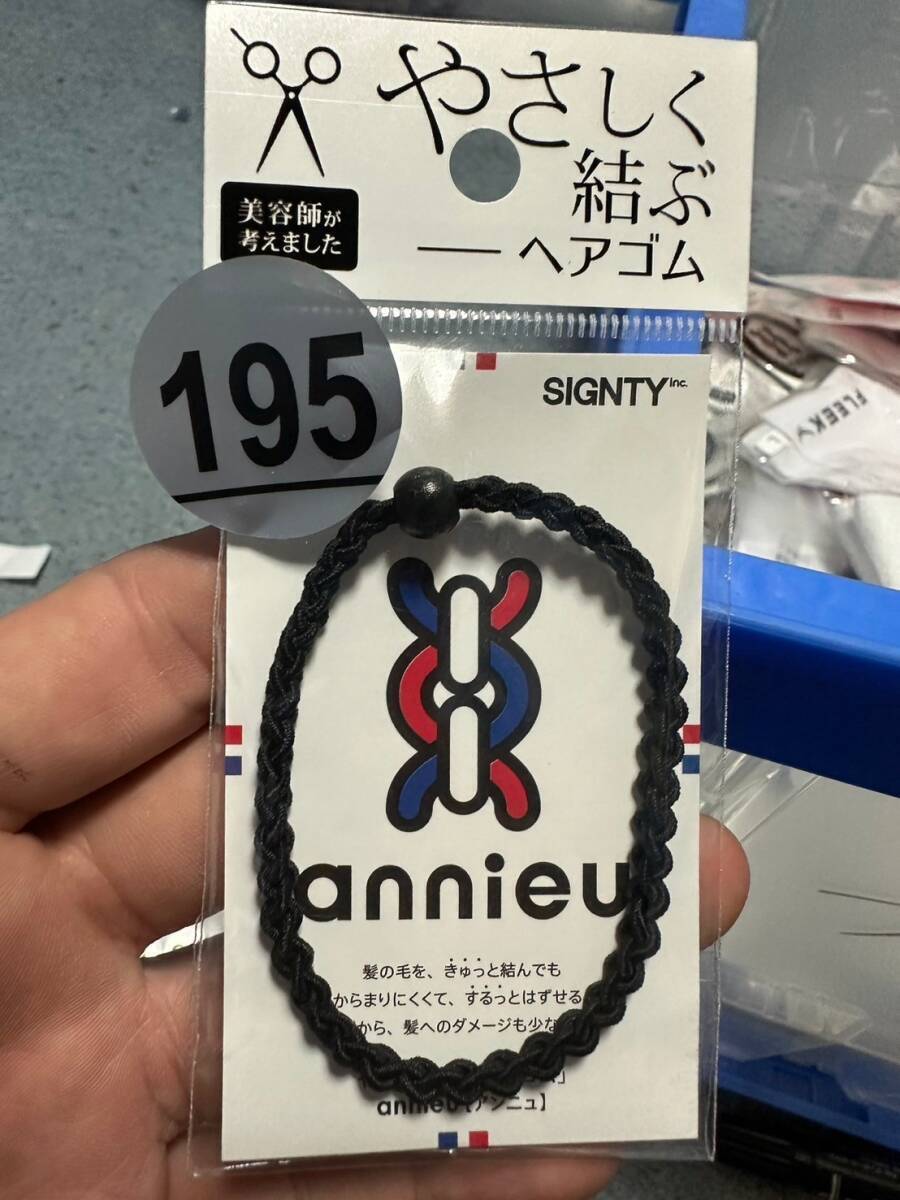 やさしく
結ぶ
ヘアゴム
美容師が
考えました
195
SIGNTY Inc.
annieu
髪の毛を、きゅっと結んでも
からまりにくくて、するっとはずせる
から、髪へのダメージも少な
annieu【アンニュ】
FLEEK